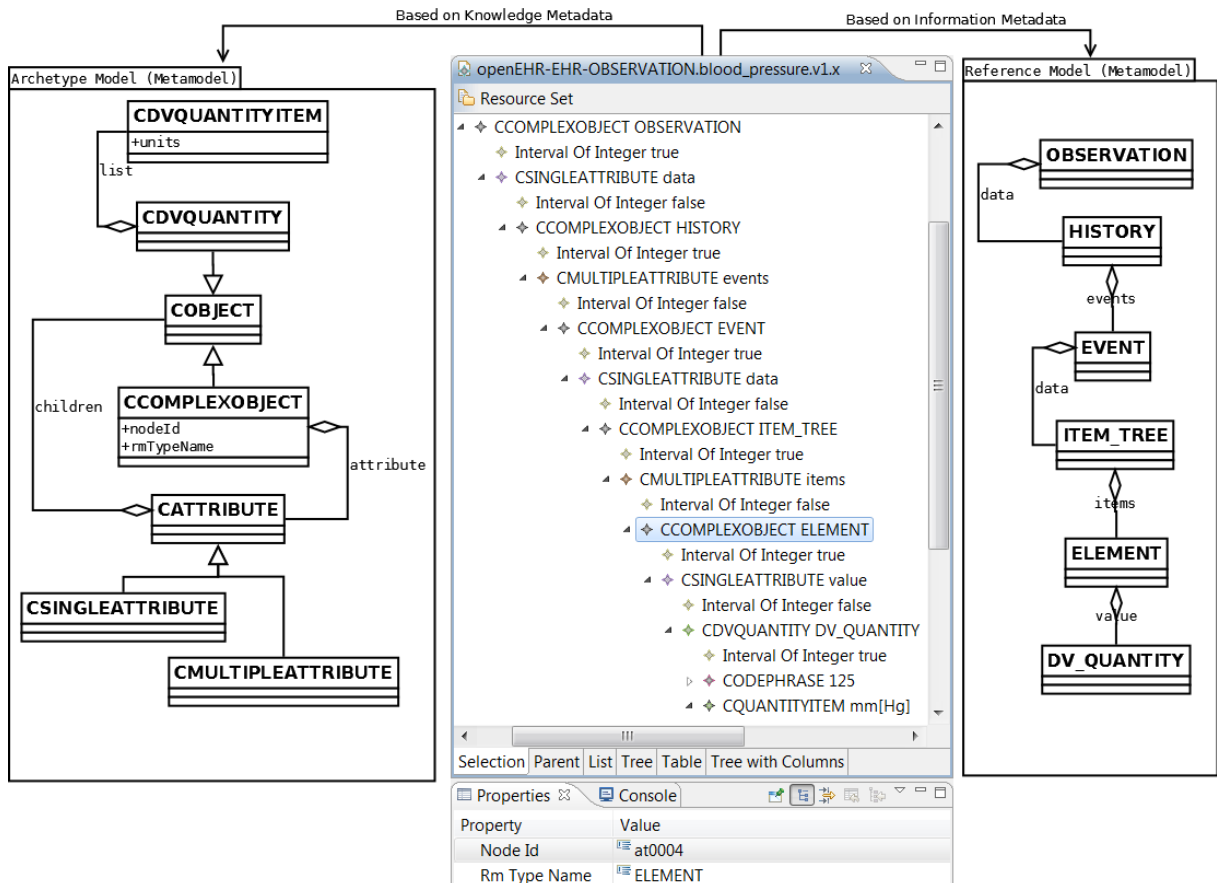 Based on Knowledge Metadata
Based on Information Metadata
Archetype Model (Metamodel)
CDVQUANTITYITEM
+units
list
CDVQUANTITY
COBJECT
children
CCOMPLEXOBJECT
+nodeId
+rmTypeName
attribute
CATTRIBUTE
CSINGLEATTRIBUTE
CMULTIPLEATTRIBUTE
openEHR-EHR-OBSERVATION.blood_pressure.v1.x
Resource Set
CCOMPLEXOBJECT OBSERVATION
Interval Of Integer true
CSINGLEATTRIBUTE data
Interval Of Integer false
CCOMPLEXOBJECT HISTORY
Interval Of Integer true
CMULTIPLEATTRIBUTE events
Interval Of Integer false
CCOMPLEXOBJECT EVENT
Interval Of Integer true
CSINGLEATTRIBUTE data
Interval Of Integer false
CCOMPLEXOBJECT ITEM_TREE
Interval Of Integer true
CMULTIPLEATTRIBUTE items
Interval Of Integer false
CCOMPLEXOBJECT ELEMENT
Interval Of Integer true
CSINGLEATTRIBUTE value
Interval Of Integer false
CDVQUANTITY DV_QUANTITY
Interval Of Integer true
CODEPHRASE 125
CQUANTITYITEM mm[Hg]
Selection Parent List Tree Table Tree with Columns
Properties Console
Property Value
Node Id at0004
Rm Type Name ELEMENT
Reference Model (Metamodel)
OBSERVATION
data
HISTORY
events
EVENT
data
ITEM_TREE
items
ELEMENT
value
DV_QUANTITY